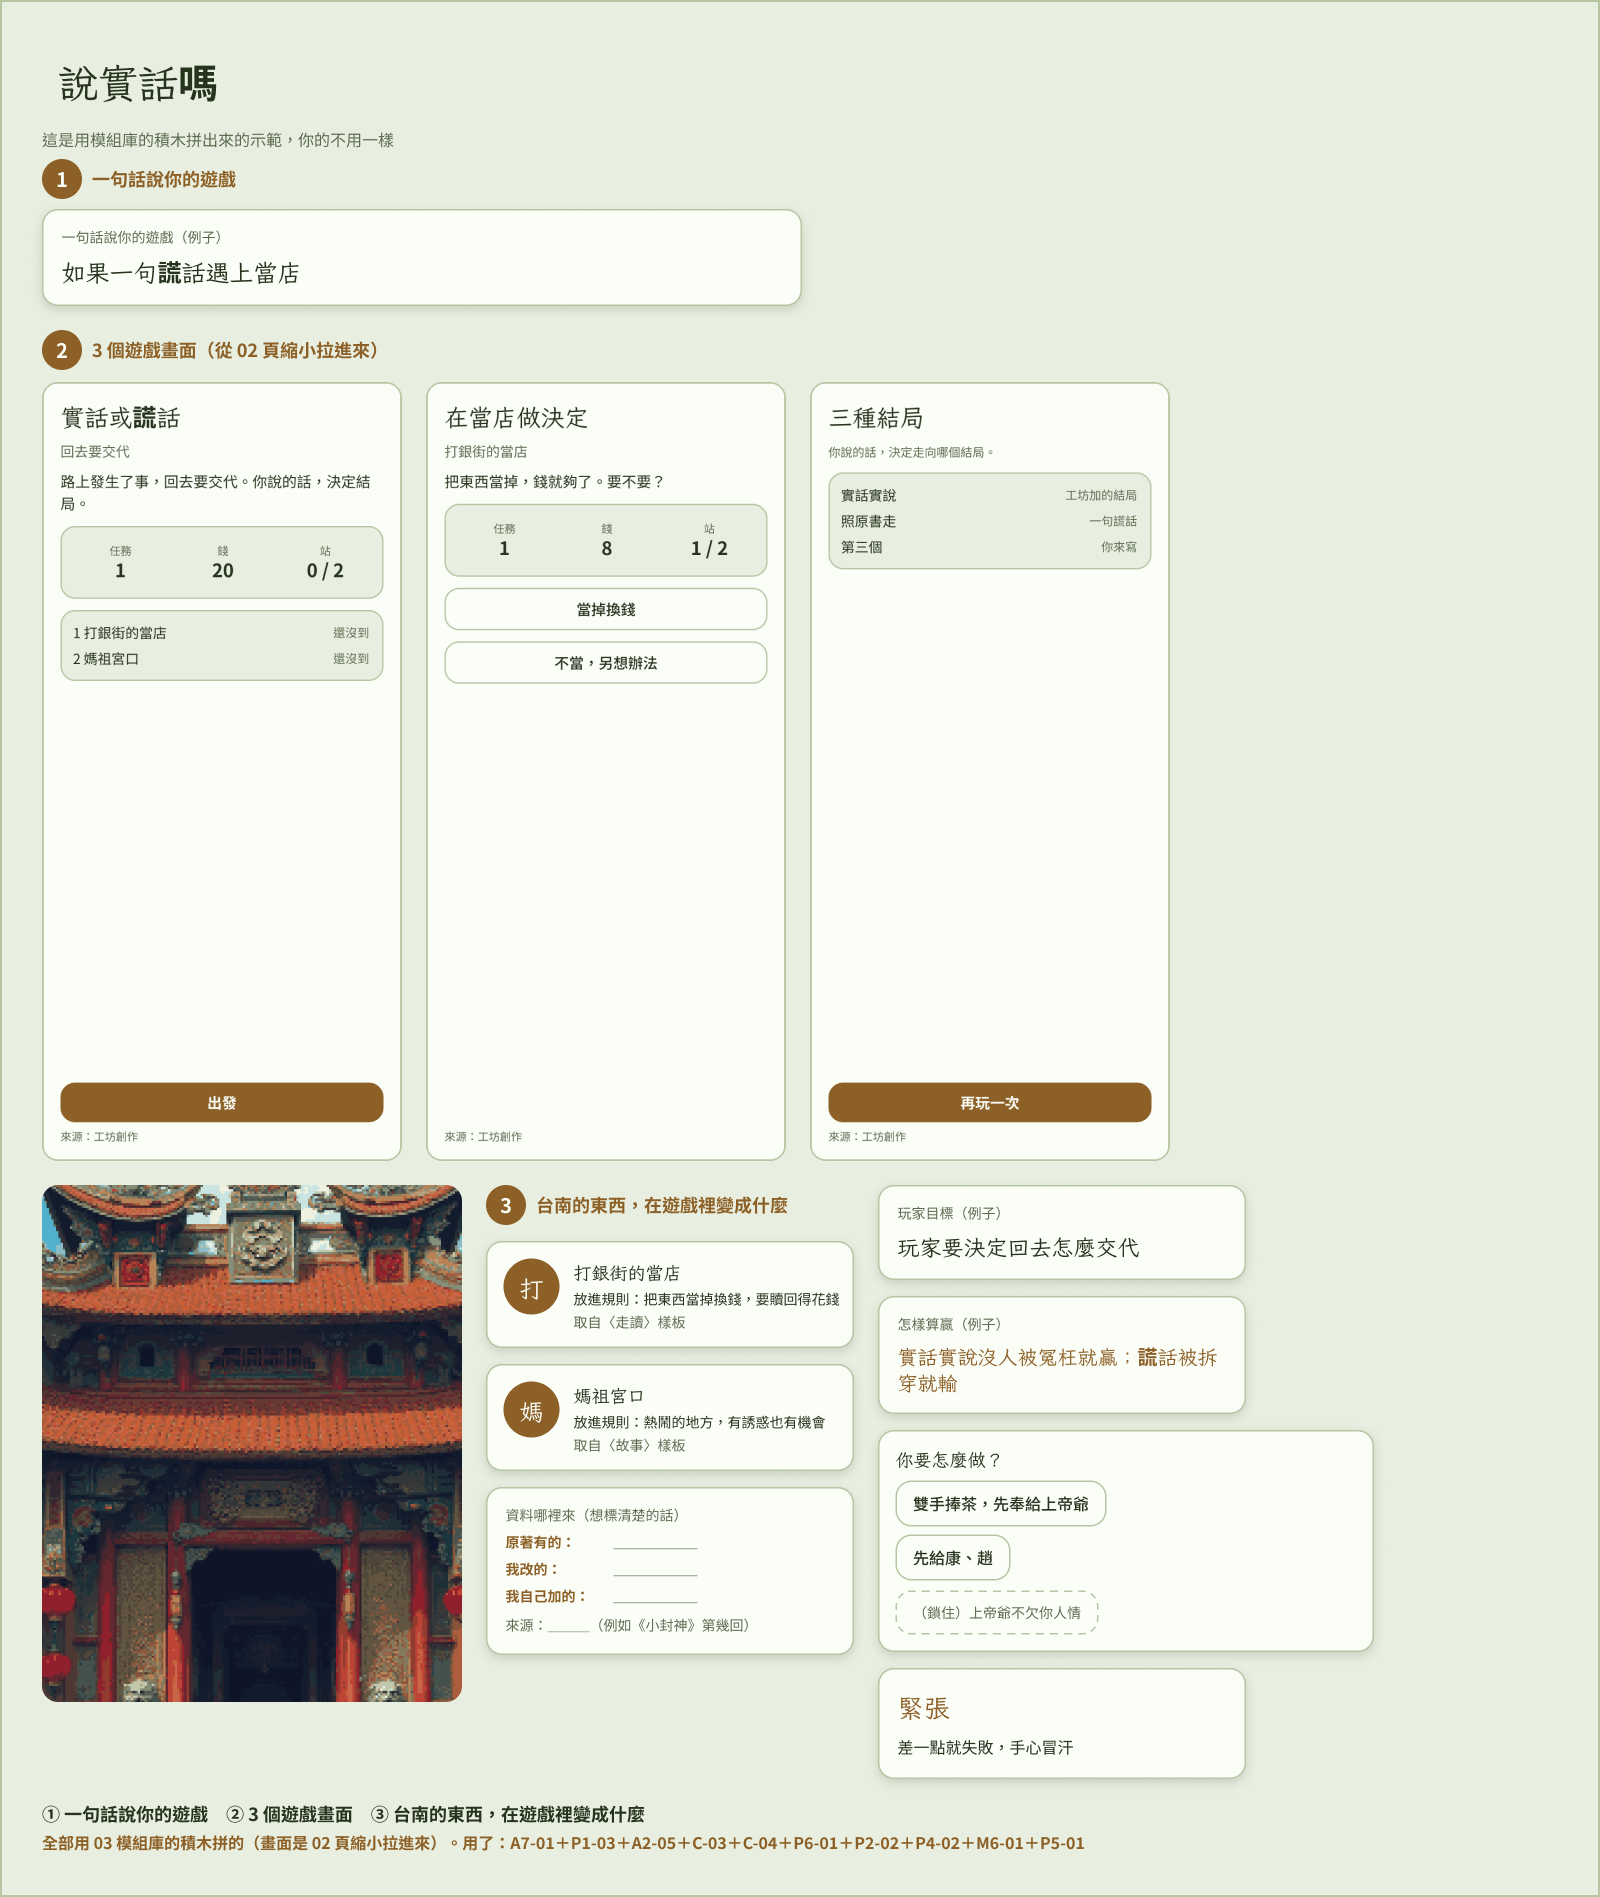 說實話嗎
這是用模組庫的積木拼出來的示範，你的不用一樣
1 一句話說你的遊戲
一句話說你的遊戲（例子）
如果一句謊話遇上當店
2 3 個遊戲畫面（從 02 頁縮小拉進來）
實話或謊話
回去要交代
路上發生了事，回去要交代。你說的話，決定結
局。
任務 錢 站
1 20 0 / 2
1 打銀街的當店 還沒到
2 媽祖宮口 還沒到
出發
來源：工坊創作
在當店做決定
打銀街的當店
把東西當掉，錢就夠了。要不要？
任務 錢 站
1 8 1 / 2
當掉換錢
不當，另想辦法
來源：工坊創作
三種結局
你說的話，決定走向哪個結局。
實話實說 工坊加的結局
照原書走 一句謊話
第三個 你來寫
再玩一次
來源：工坊創作
3 台南的東西，在遊戲裡變成什麼
打
打銀街的當店
放進規則：把東西當掉換錢，要贖回得花錢
取自〈走讀〉樣板
媽
媽祖宮口
放進規則：熱鬧的地方，有誘惑也有機會
取自〈故事〉樣板
資料哪裡來（想標清楚的話）
原著有的： ____________
我改的： ____________
我自己加的： ____________
來源：______（例如《小封神》第幾回）
玩家目標（例子）
玩家要決定回去怎麼交代
怎樣算贏（例子）
實話實說沒人被冤枉就贏；謊話被拆
穿就輸
你要怎麼做？
雙手捧茶，先奉給上帝爺
先給康、趙
（鎖住）上帝爺不欠你人情
緊張
差一點就失敗，手心冒汗
① 一句話說你的遊戲 ② 3 個遊戲畫面 ③ 台南的東西，在遊戲裡變成什麼
全部用 03 模組庫的積木拼的（畫面是 02 頁縮小拉進來）。用了：A7-01＋P1-03＋A2-05＋C-03＋C-04＋P6-01＋P2-02＋P4-02＋M6-01＋P5-01